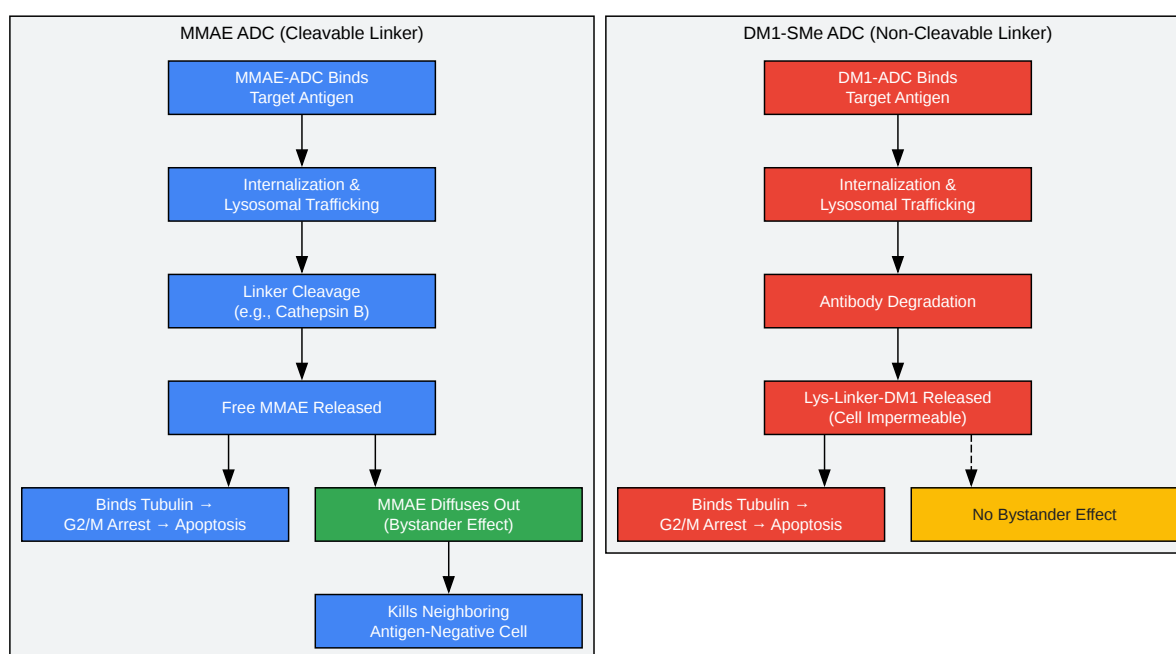 MMAE ADC (Cleavable Linker)
MMAE-ADC Binds
Target Antigen
Internalization &
Lysosomal Trafficking
Linker Cleavage
(e.g., Cathepsin B)
Free MMAE Released
Binds Tubulin →
G2/M Arrest → Apoptosis
MMAE Diffuses Out
(Bystander Effect)
Kills Neighboring
Antigen-Negative Cell
DM1-SMe ADC (Non-Cleavable Linker)
DM1-ADC Binds
Target Antigen
Internalization &
Lysosomal Trafficking
Antibody Degradation
Lys-Linker-DM1 Released
(Cell Impermeable)
Binds Tubulin →
G2/M Arrest → Apoptosis
No Bystander Effect